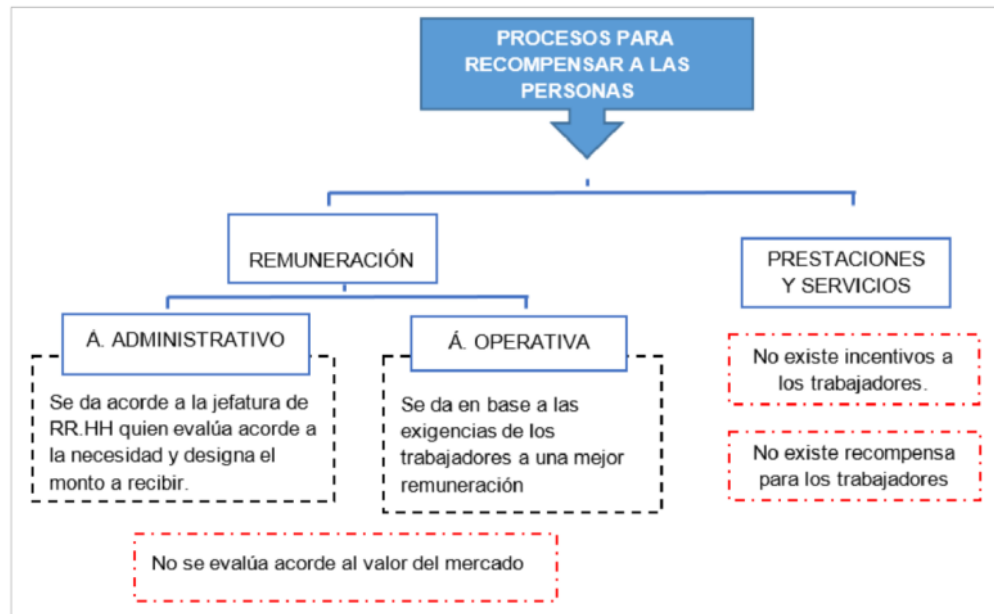 PROCESOS PARA
RECOMPENSAR A LAS
PERSONAS
REMUNERACIÓN
PRESTACIONES
Y SERVICIOS
Á. ADMINISTRATIVO
Á. OPERATIVA
Se da acorde a la jefatura de
RR.HH quien evalúa acorde a
la necesidad y designa el
monto a recibir.
Se da en base a las
exigencias de los
trabajadores a una mejor
remuneración
No existe incentivos a
los trabajadores.
No existe recompensa
para los trabajadores
No se evalúa acorde al valor del mercado